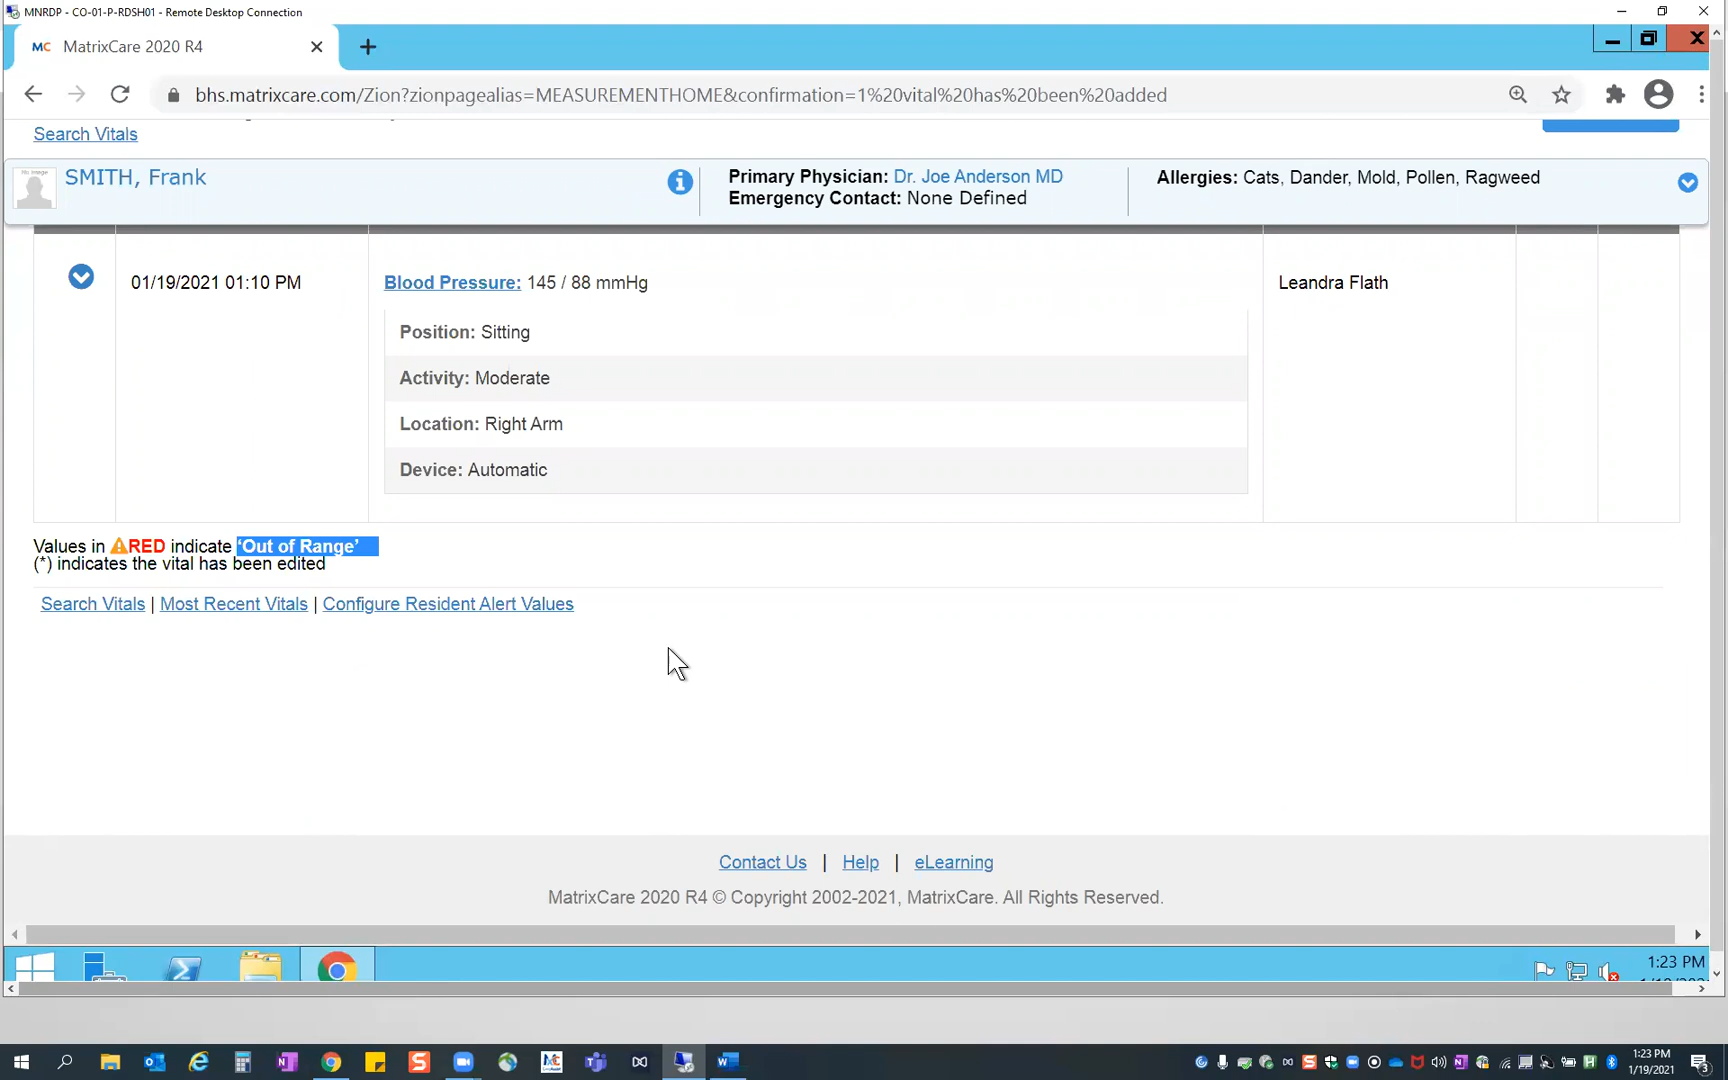 MNRDP - CO-01-P-RDSH01 - Remote Desktop Connection
MC MatrixCare 2020 R4
bhs.matrixcare.com/Zion?zionpagealias=MEASUREMENTHOME&confirmation=1%20vital%20has%20been%20added
Search Vitals
No Image
SMITH, Frank
Primary Physician: Dr. Joe Anderson MD
Emergency Contact: None Defined
Allergies: Cats, Dander, Mold, Pollen, Ragweed
01/19/2021 01:10 PM
Blood Pressure: 145 / 88 mmHg
Leandra Flath
Position: Sitting
Activity: Moderate
Location: Right Arm
Device: Automatic
Values in RED indicate ‘Out of Range’
(*) indicates the vital has been edited
Search Vitals | Most Recent Vitals | Configure Resident Alert Values
Contact Us | Help | eLearning
MatrixCare 2020 R4 © Copyright 2002-2021, MatrixCare. All Rights Reserved.
1:23 PM
1:23 PM
1/19/2021
3